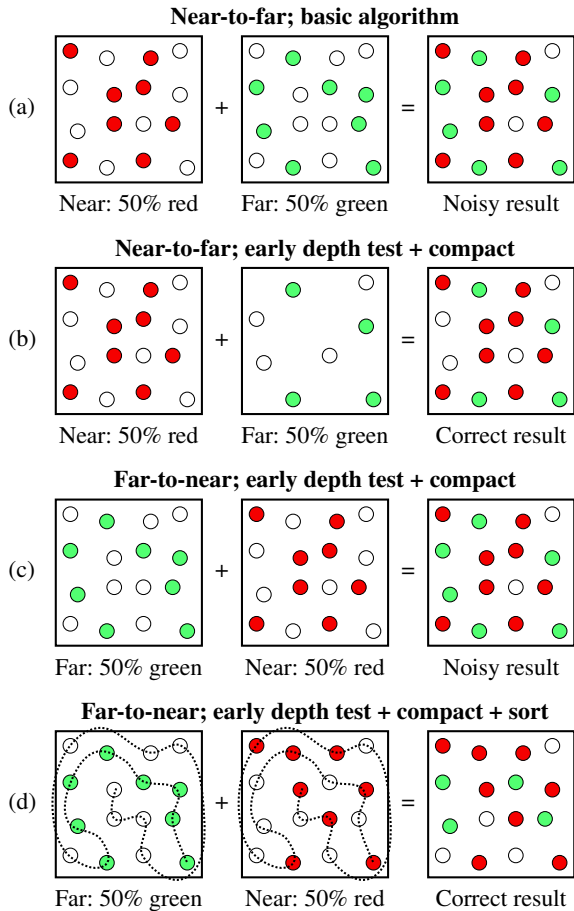 Near-to-far; basic algorithm
(a)
+
=
Near: 50% red
Far: 50% green
Noisy result
Near-to-far; early depth test + compact
(b)
+
=
Near: 50% red
Far: 50% green
Correct result
Far-to-near; early depth test + compact
(c)
+
=
Far: 50% green
Near: 50% red
Noisy result
Far-to-near; early depth test + compact + sort
(d)
+
=
Far: 50% green
Near: 50% red
Correct result